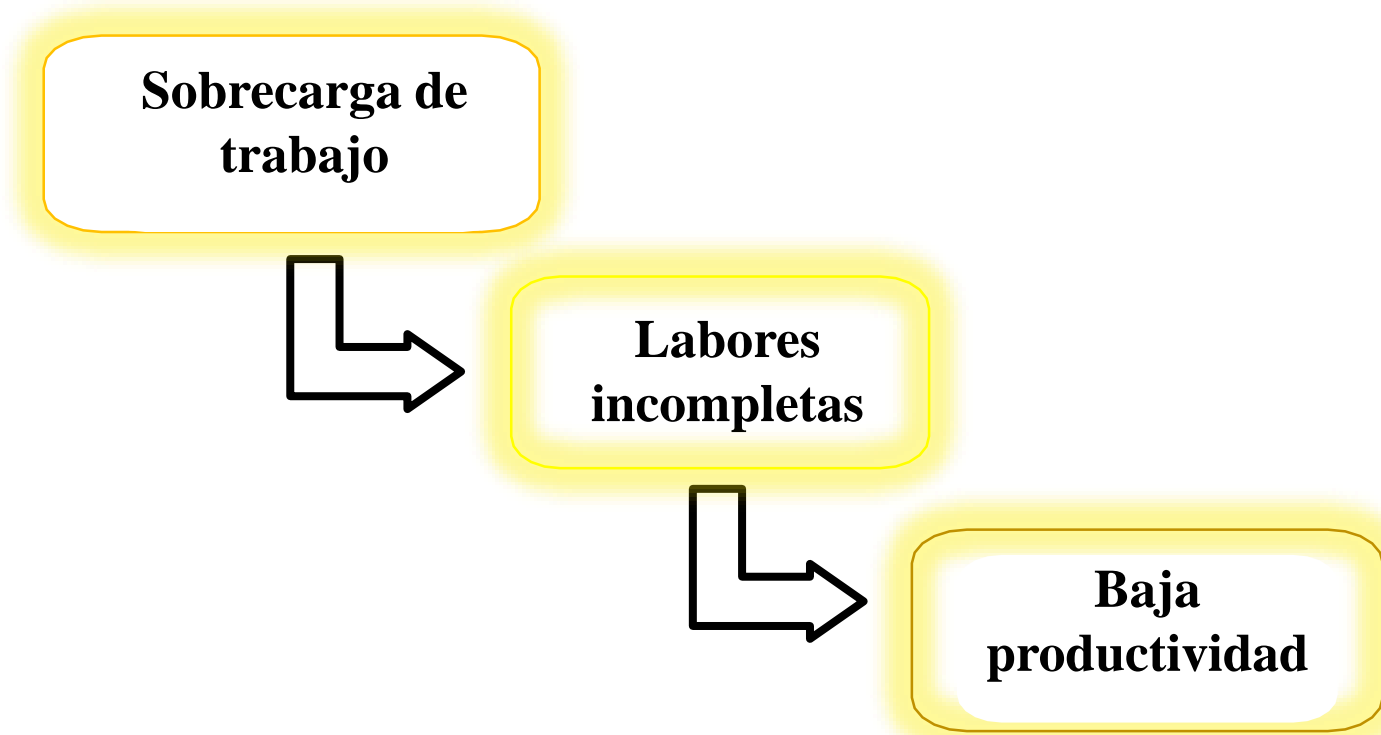 Sobrecarga de
trabajo
Labores
incompletas
Baja
productividad